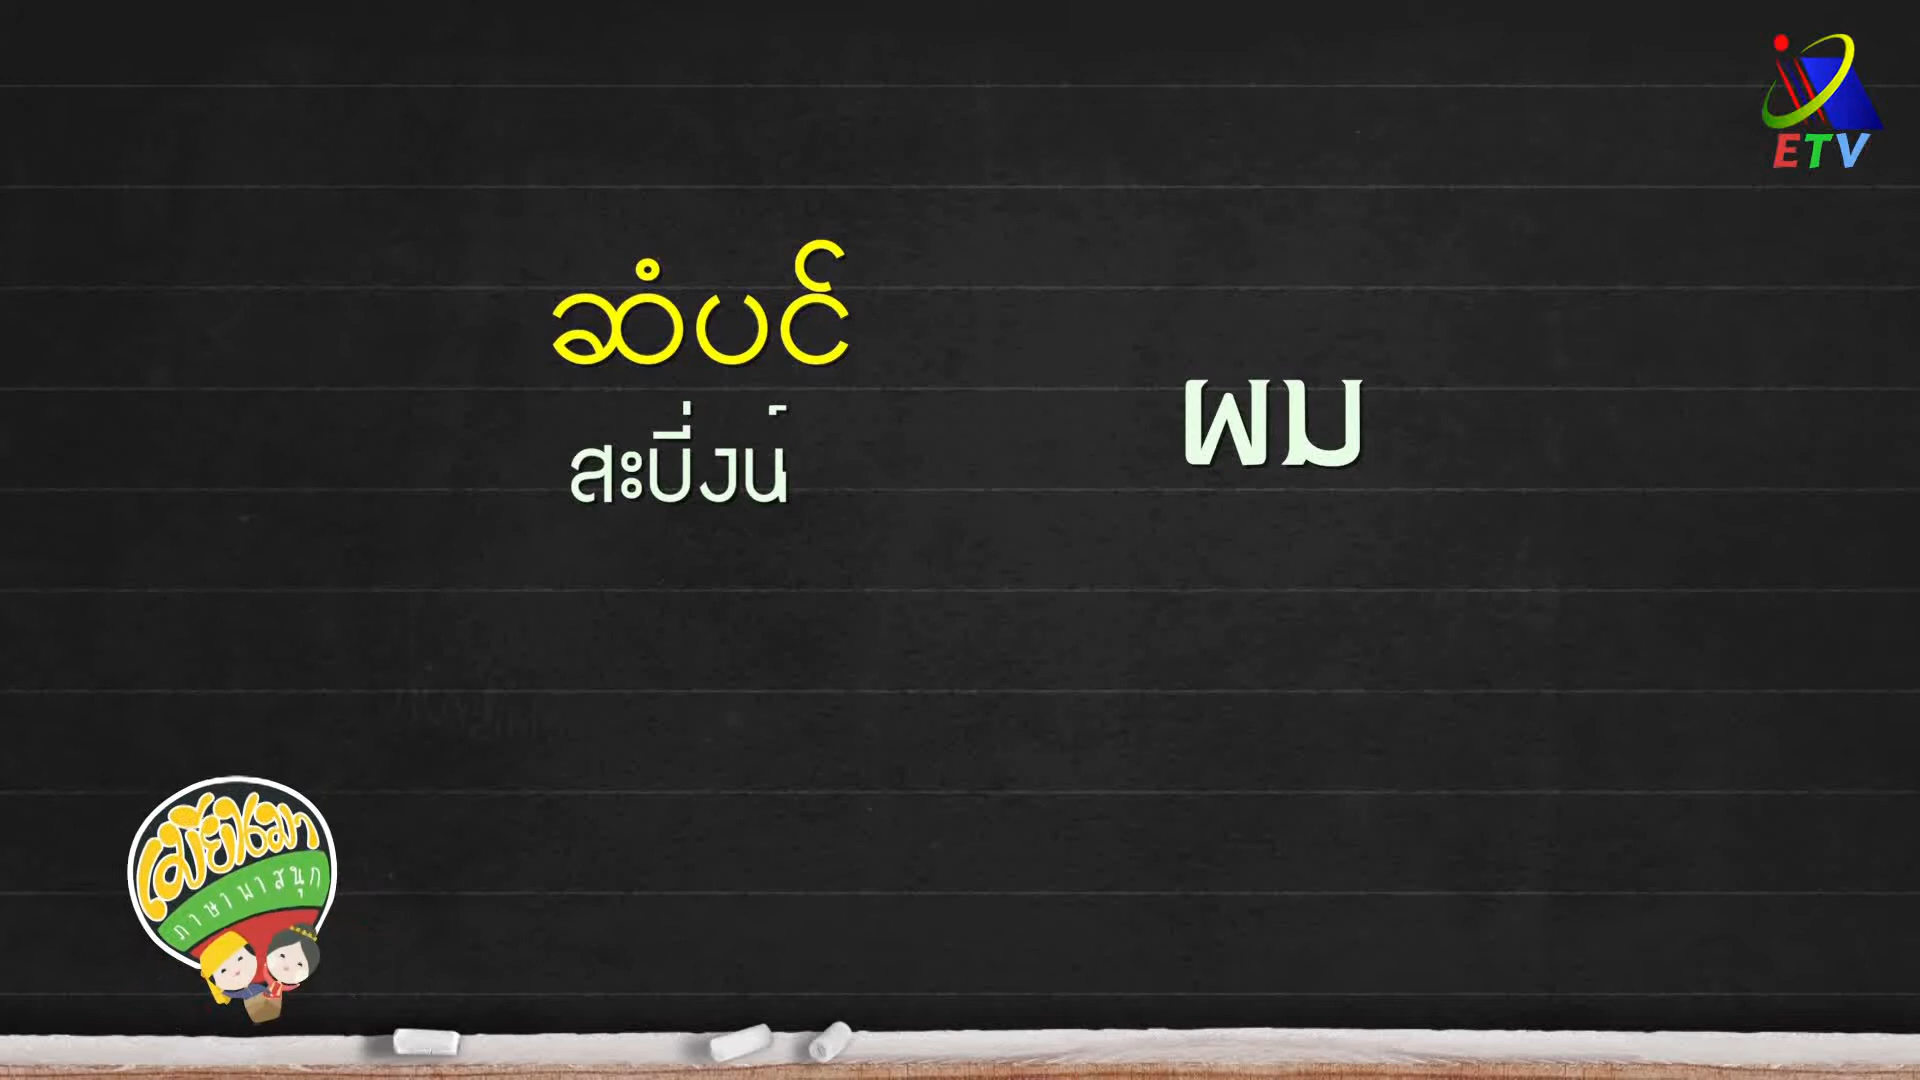 ဆံပင်
สะบี่งน์
ผม
ETV
เมียนมา
ภาษาพาสนุก